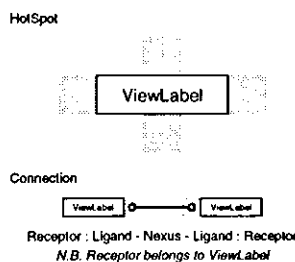 HotSpot
ViewLabel
Connection
ViewLabel ViewLabel
Receptor : Ligand - Nexus - Ligand : Receptor
N.B. Receptor belongs to ViewLabel